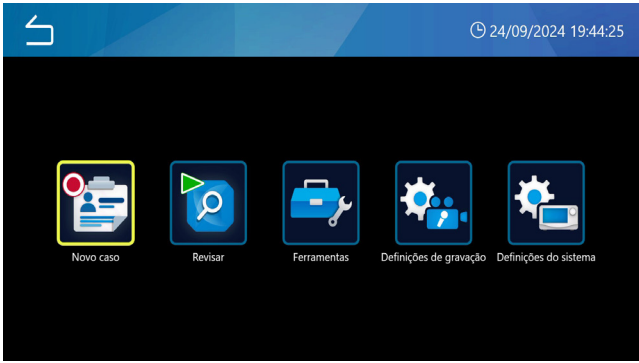 24/09/2024 19:44:25
Novo caso
Revisar
Ferramentas
Definições de gravação
Definições do sistema